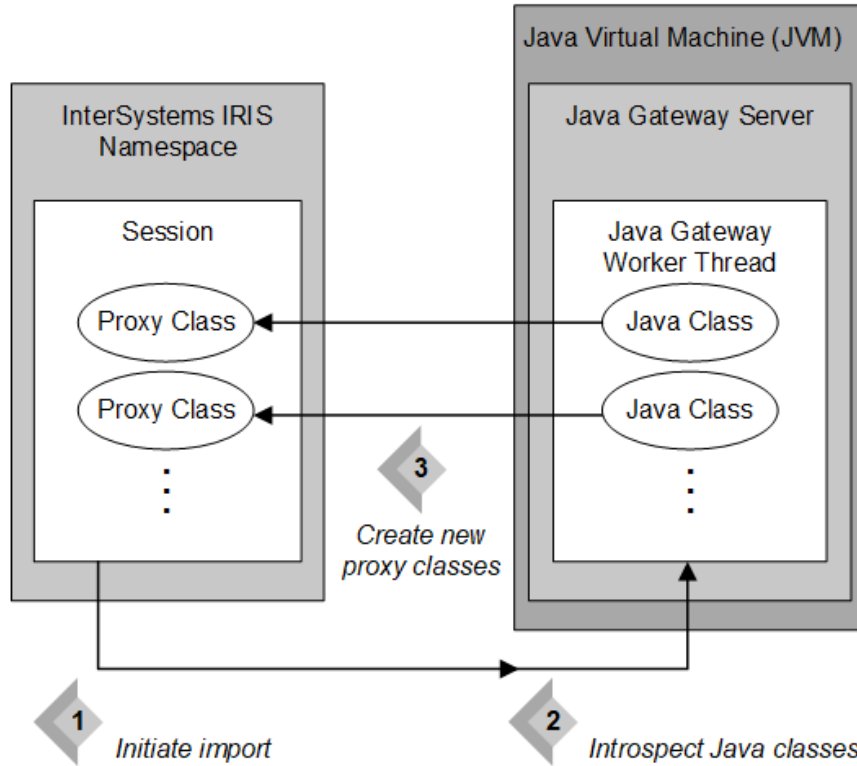 Java Virtual Machine (JVM)
InterSystems IRIS
Namespace
Java Gateway Server
Session
Java Gateway
Worker Thread
Proxy Class
Java Class
Proxy Class
Java Class
3
Create new
proxy classes
1
Initiate import
2
Introspect Java classes